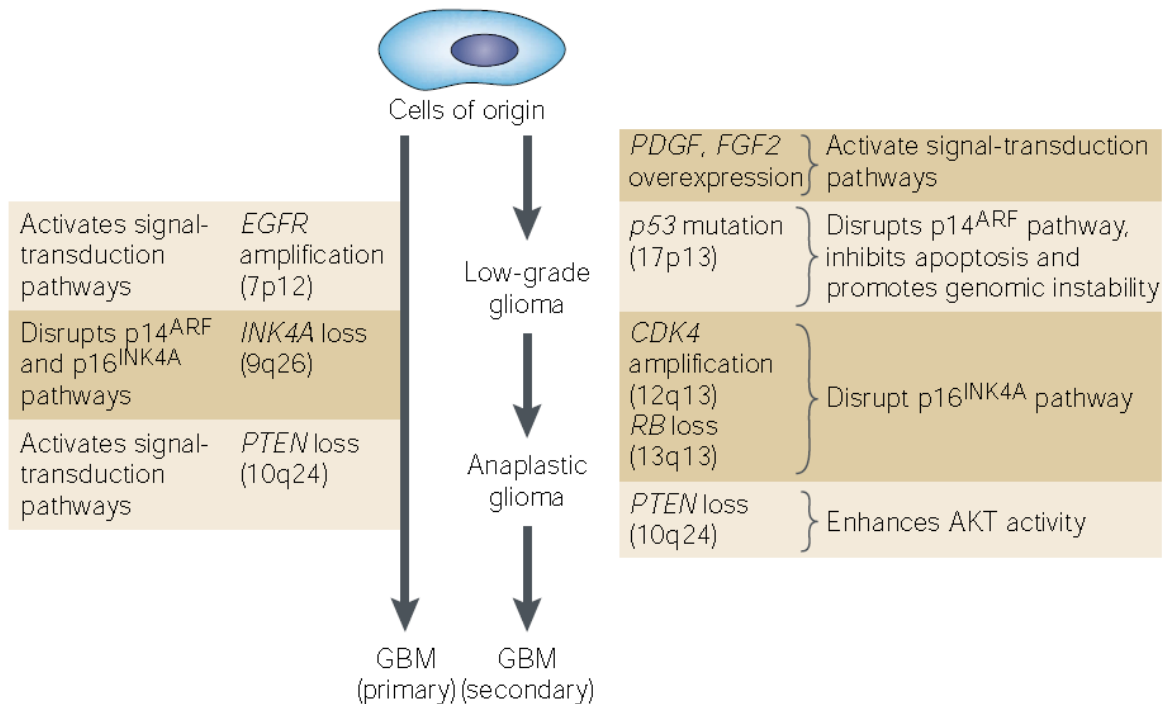 Cells of origin
Activates signal-
transduction
pathways
EGFR
amplification
(7p12)
Disrupts p14ARF
and p16INK4A
pathways
INK4A loss
(9q26)
Activates signal-
transduction
pathways
PTEN loss
(10q24)
Low-grade
glioma
Anaplastic
glioma
GBM
(primary)
GBM
(secondary)
PDGF, FGF2
overexpression
Activate signal-transduction
pathways
p53 mutation
(17p13)
Disrupts p14ARF pathway,
inhibits apoptosis and
promotes genomic instability
CDK4
amplification
(12q13)
RB loss
(13q13)
Disrupt p16INK4A pathway
PTEN loss
(10q24)
Enhances AKT activity